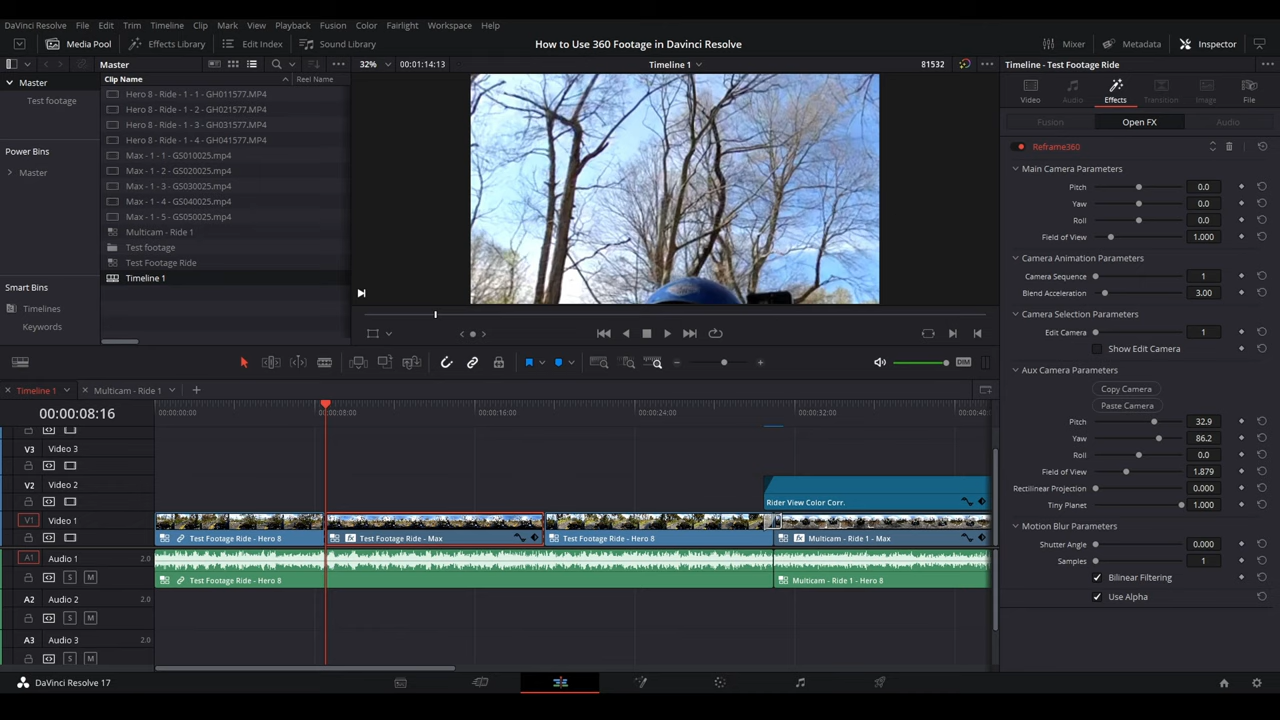 DaVinci Resolve File Edit Trim Timeline Clip Mark View Playback Fusion Color Fairlight Workspace Help
Media Pool Effects Library Edit Index Sound Library How to Use 360 Footage in Davinci Resolve Mixer Metadata Inspector
Master 32% 00:01:14:13 Timeline 1 81532 Timeline - Test Footage Ride
Master
Test footage
Power Bins
Master
Smart Bins
Timelines
Keywords
Clip Name Reel Name
Hero 8 - Ride - 1 - 1 - GH011577.MP4
Hero 8 - Ride - 1 - 2 - GH021577.MP4
Hero 8 - Ride - 1 - 3 - GH031577.MP4
Hero 8 - Ride - 1 - 4 - GH041577.MP4
Max - 1 - 1 - GS010025.mp4
Max - 1 - 2 - GS020025.mp4
Max - 1 - 3 - GS030025.mp4
Max - 1 - 4 - GS040025.mp4
Max - 1 - 5 - GS050025.mp4
Multicam - Ride 1
Test footage
Test Footage Ride
Timeline 1
Video Audio Effects Transition Image File
Fusion Open FX Audio
Reframe360
Main Camera Parameters
Pitch 0.0
Yaw 0.0
Roll 0.0
Field of View 1.000
Camera Animation Parameters
Camera Sequence 1
Blend Acceleration 3.00
Camera Selection Parameters
Edit Camera 1
Show Edit Camera
Aux Camera Parameters
Copy Camera
Paste Camera
Pitch 32.9
Yaw 86.2
Roll 0.0
Field of View 1.879
Rectilinear Projection 0.000
Tiny Planet 1.000
Motion Blur Parameters
Shutter Angle 0.000
Samples 1
Bilinear Filtering
Use Alpha
DIM
Timeline 1 Multicam - Ride 1
00:00:08:16 00:00:00:00 00:00:08:00 00:00:16:00 00:00:24:00 00:00:32:00 00:00:40
V3 Video 3
V2 Video 2
Rider View Color Corr.
V1 Video 1
Test Footage Ride - Hero 8 Test Footage Ride - Max Test Footage Ride - Hero 8 Multicam - Ride 1 - Max
A1 Audio 1 2.0
S M Test Footage Ride - Hero 8 Multicam - Ride 1 - Hero 8
A2 Audio 2 2.0
S M
A3 Audio 3 2.0
S M
DaVinci Resolve 17